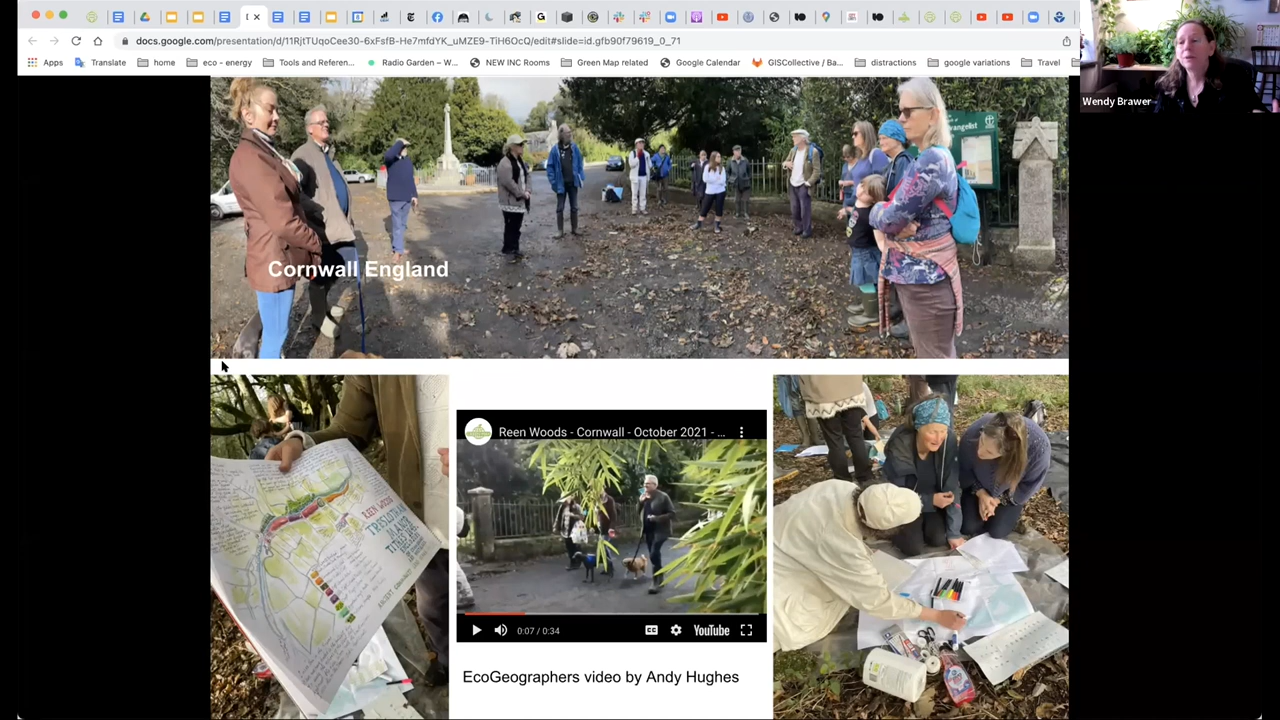 docs.google.com/presentation/d/11RjtTUqoCee30-6xFsfB-He7mfdYK_uMZE9-TiH6OcQ/edit#slide=id.gfb90f79619_0_71
Apps Translate home eco - energy Tools and Referen... Radio Garden – W... NEW INC Rooms Green Map related Google Calendar GISCollective / Ba... distractions google variations Travel
Wendy Brawer
Cornwall England
Reen Woods - Cornwall - October 2021 - ...
REEN WOODS
0:07 / 0:34
YouTube
EcoGeographers video by Andy Hughes